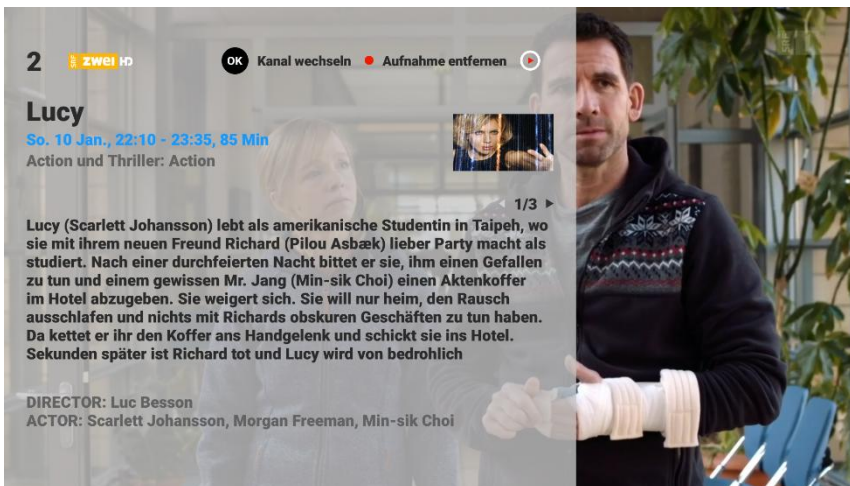 2
SRF zwei HD
OK Kanal wechseln Aufnahme entfernen
Lucy
So. 10 Jan., 22:10 - 23:35, 85 Min
Action und Thriller: Action
1/3
Lucy (Scarlett Johansson) lebt als amerikanische Studentin in Taipeh, wo
sie mit ihrem neuen Freund Richard (Pilou Asbæk) lieber Party macht als
studiert. Nach einer durchfeierten Nacht bittet er sie, ihm einen Gefallen
zu tun und einem gewissen Mr. Jang (Min-sik Choi) einen Aktenkoffer
im Hotel abzugeben. Sie weigert sich. Sie will nur heim, den Rausch
ausschlafen und nichts mit Richards obskuren Geschäften zu tun haben.
Da kettet er ihr den Koffer ans Handgelenk und schickt sie ins Hotel.
Sekunden später ist Richard tot und Lucy wird von bedrohlich
DIRECTOR: Luc Besson
ACTOR: Scarlett Johansson, Morgan Freeman, Min-sik Choi